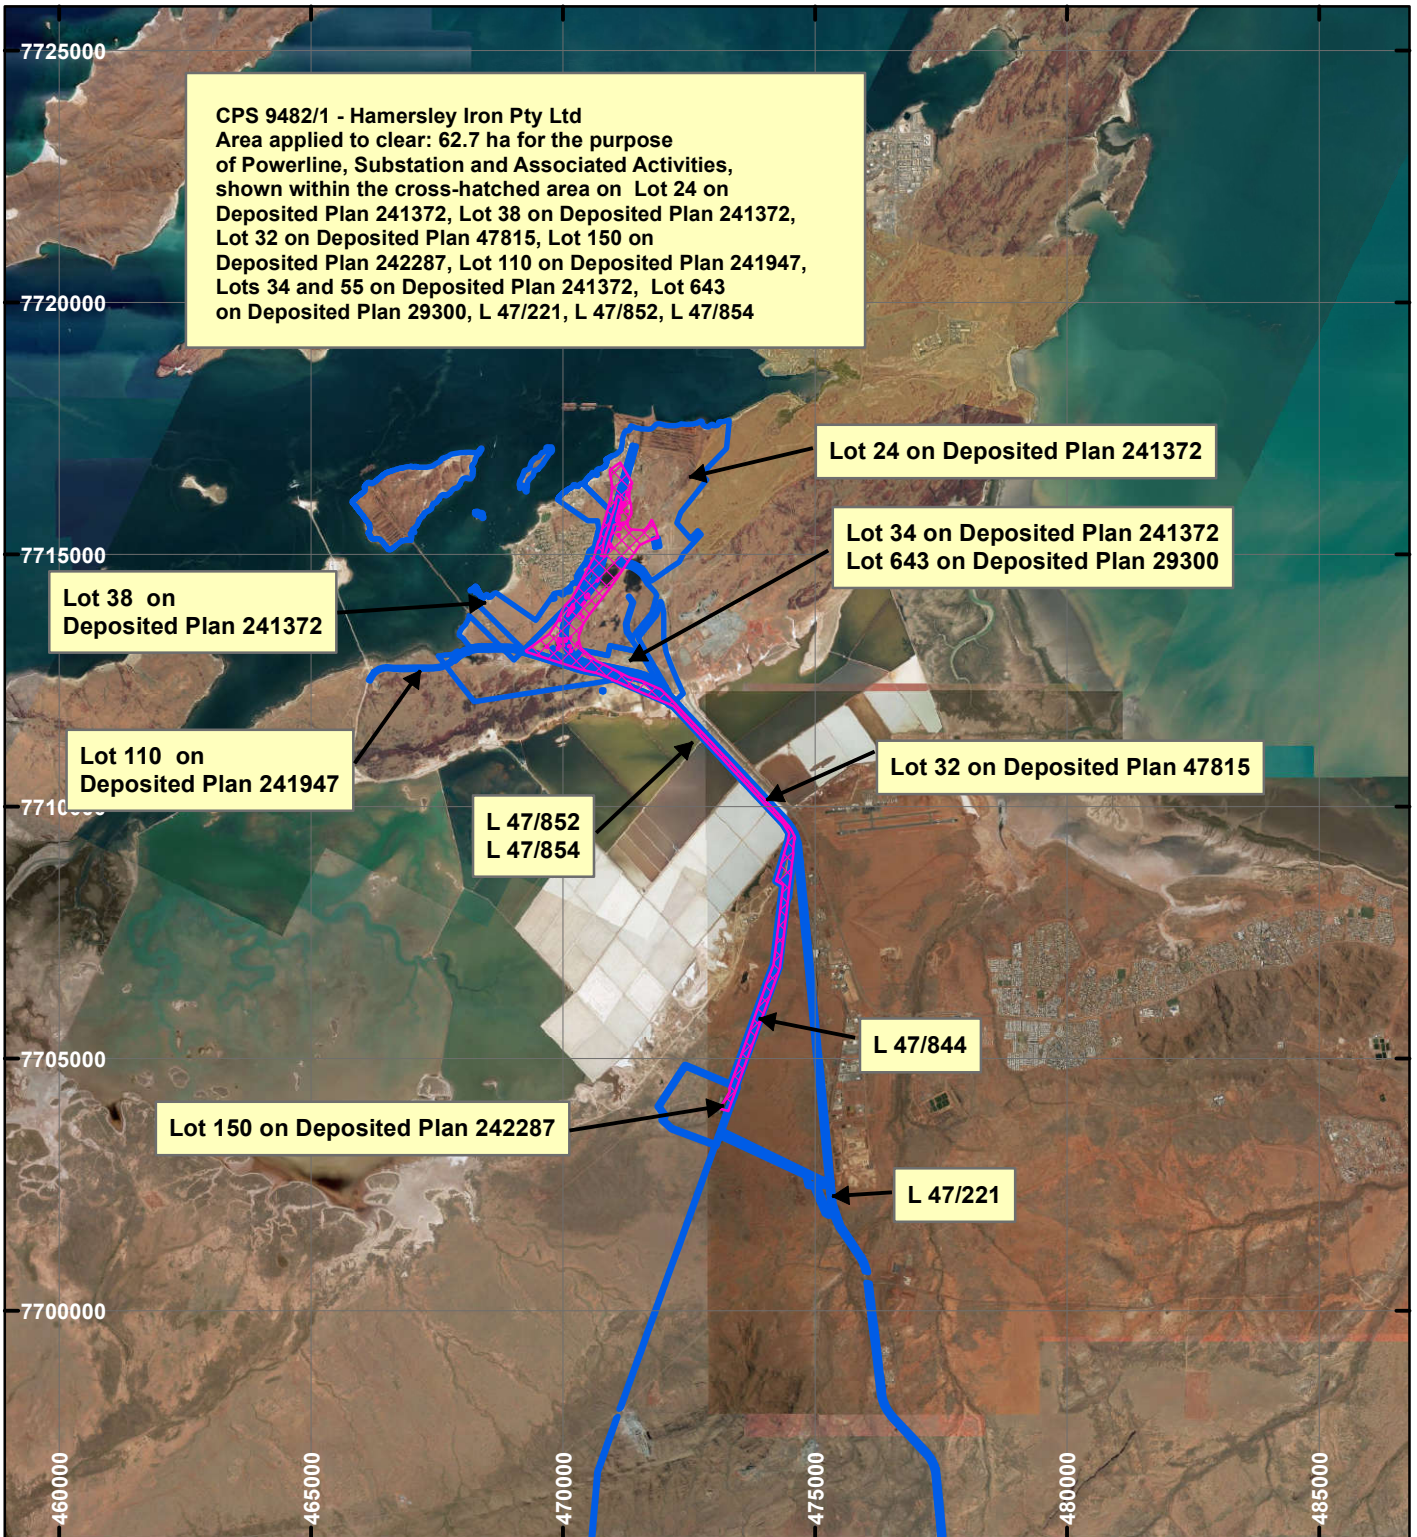 7725000
CPS 9482/1 - Hamersley Iron Pty Ltd
Area applied to clear: 62.7 ha for the purpose
of Powerline, Substation and Associated Activities,
shown within the cross-hatched area on Lot 24 on
Deposited Plan 241372, Lot 38 on Deposited Plan 241372,
Lot 32 on Deposited Plan 47815, Lot 150 on
Deposited Plan 242287, Lot 110 on Deposited Plan 241947,
Lots 34 and 55 on Deposited Plan 241372, Lot 643
on Deposited Plan 29300, L 47/221, L 47/852, L 47/854
7720000
Lot 24 on Deposited Plan 241372
Lot 34 on Deposited Plan 241372
Lot 643 on Deposited Plan 29300
7715000
Lot 38 on
Deposited Plan 241372
Lot 110 on
Deposited Plan 241947
Lot 32 on Deposited Plan 47815
7710000
L 47/852
L 47/854
L 47/844
7705000
Lot 150 on Deposited Plan 242287
L 47/221
7700000
460000
465000
470000
475000
480000
485000